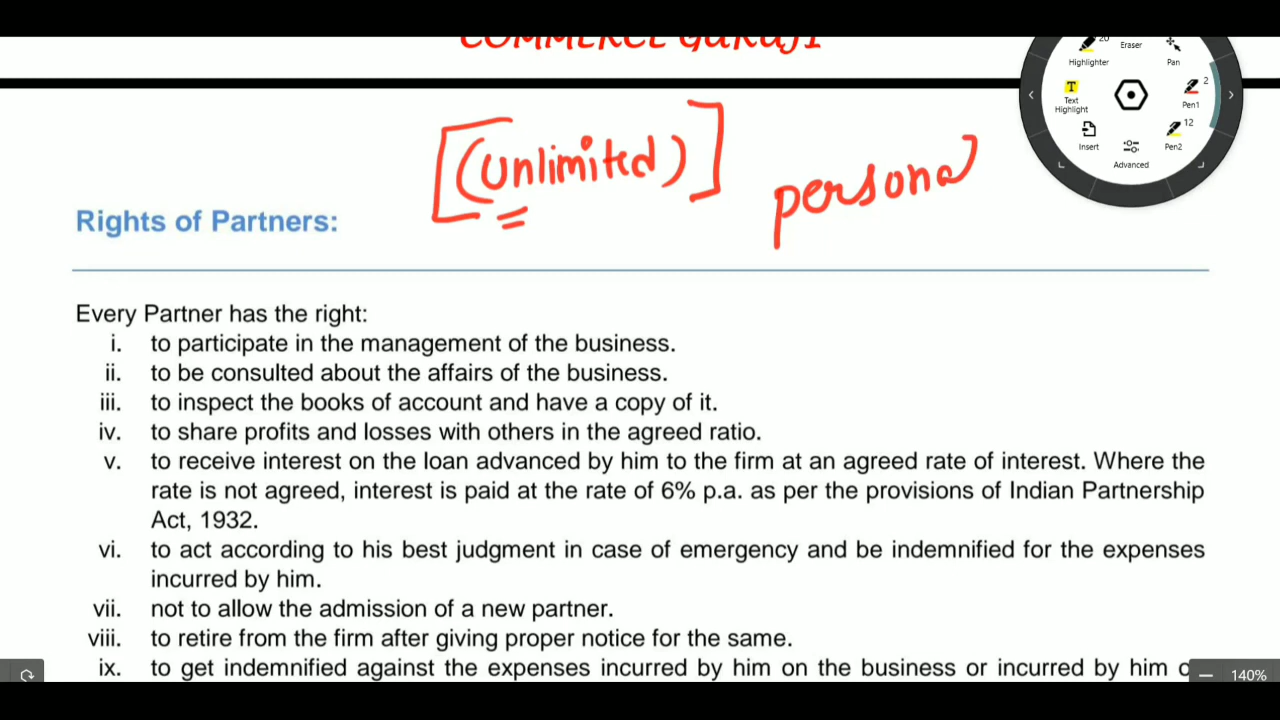 COMMERCE GURUJI
20
Highlighter
Eraser
Pan
Text
Highlight
2
Pen1
Insert
12
Pen2
Advanced
[(unlimited)]
personal
Rights of Partners:
Every Partner has the right:
i. to participate in the management of the business.
ii. to be consulted about the affairs of the business.
iii. to inspect the books of account and have a copy of it.
iv. to share profits and losses with others in the agreed ratio.
v. to receive interest on the loan advanced by him to the firm at an agreed rate of interest. Where the
rate is not agreed, interest is paid at the rate of 6% p.a. as per the provisions of Indian Partnership
Act, 1932.
vi. to act according to his best judgment in case of emergency and be indemnified for the expenses
incurred by him.
vii. not to allow the admission of a new partner.
viii. to retire from the firm after giving proper notice for the same.
ix. to get indemnified against the expenses incurred by him on the business or incurred by him
140%